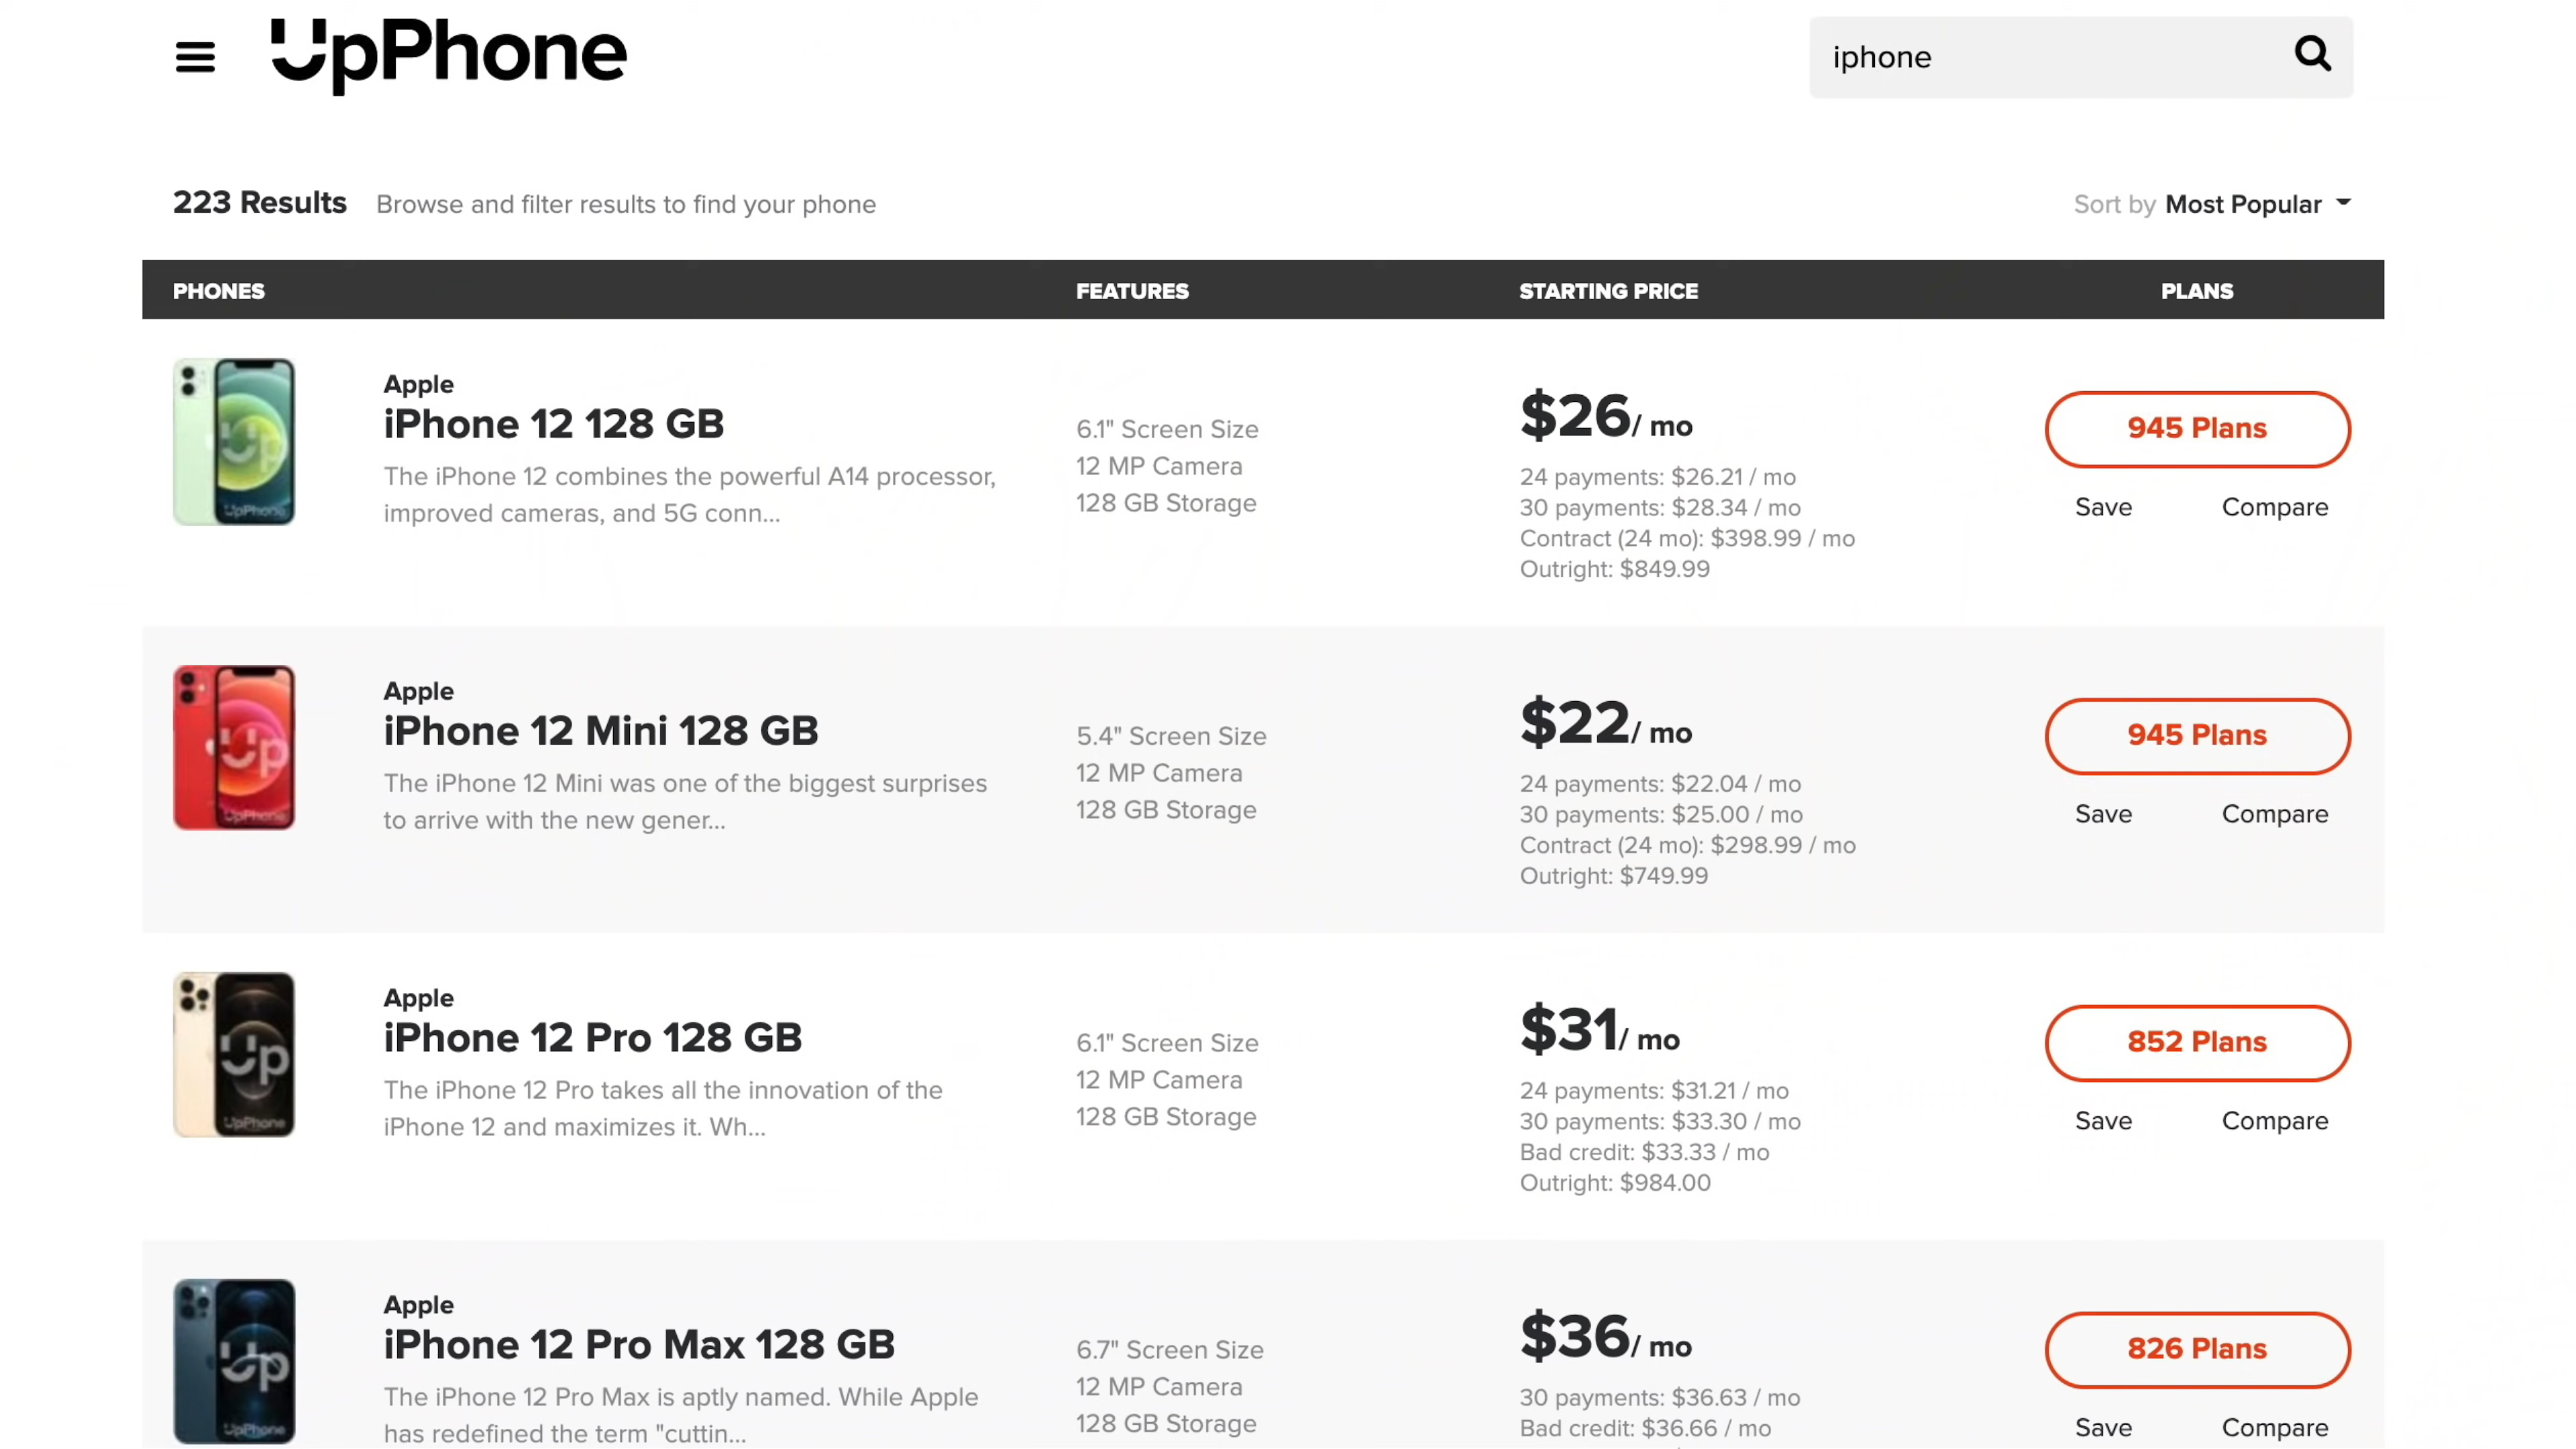 UpPhone
iphone
223 Results Browse and filter results to find your phone
Sort by Most Popular
PHONES FEATURES STARTING PRICE PLANS
Up
UpPhone
Apple
iPhone 12 128 GB
The iPhone 12 combines the powerful A14 processor,
improved cameras, and 5G conn...
6.1" Screen Size
12 MP Camera
128 GB Storage
$26/ mo
24 payments: $26.21 / mo
30 payments: $28.34 / mo
Contract (24 mo): $398.99 / mo
Outright: $849.99
945 Plans
Save Compare
Up
UpPhone
Apple
iPhone 12 Mini 128 GB
The iPhone 12 Mini was one of the biggest surprises
to arrive with the new gener...
5.4" Screen Size
12 MP Camera
128 GB Storage
$22/ mo
24 payments: $22.04 / mo
30 payments: $25.00 / mo
Contract (24 mo): $298.99 / mo
Outright: $749.99
945 Plans
Save Compare
Up
UpPhone
Apple
iPhone 12 Pro 128 GB
The iPhone 12 Pro takes all the innovation of the
iPhone 12 and maximizes it. Wh...
6.1" Screen Size
12 MP Camera
128 GB Storage
$31/ mo
24 payments: $31.21 / mo
30 payments: $33.30 / mo
Bad credit: $33.33 / mo
Outright: $984.00
852 Plans
Save Compare
Up
UpPhone
Apple
iPhone 12 Pro Max 128 GB
The iPhone 12 Pro Max is aptly named. While Apple
has redefined the term "cuttin...
6.7" Screen Size
12 MP Camera
128 GB Storage
$36/ mo
30 payments: $36.63 / mo
Bad credit: $36.66 / mo
826 Plans
Save Compare